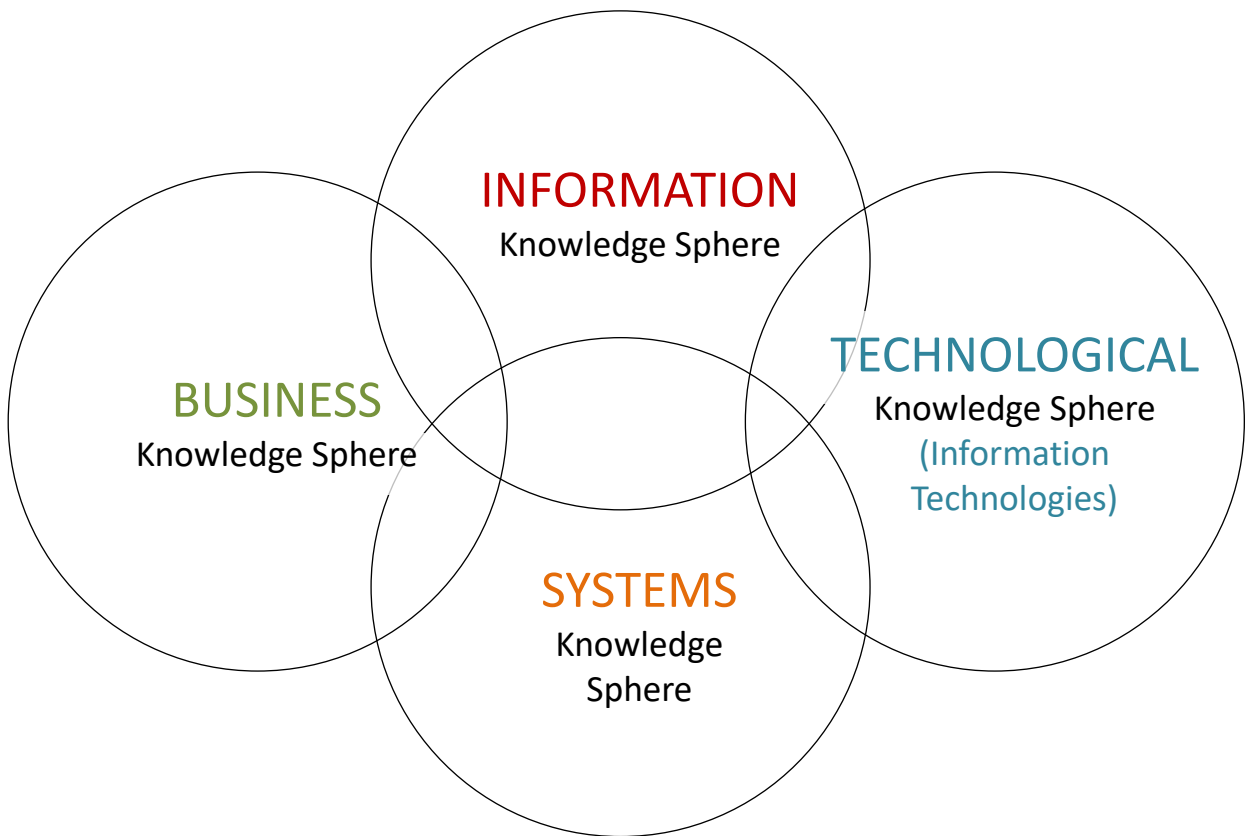 INFORMATION
Knowledge Sphere
TECHNOLOGICAL
Knowledge Sphere
(Information
Technologies)
BUSINESS
Knowledge Sphere
SYSTEMS
Knowledge
Sphere